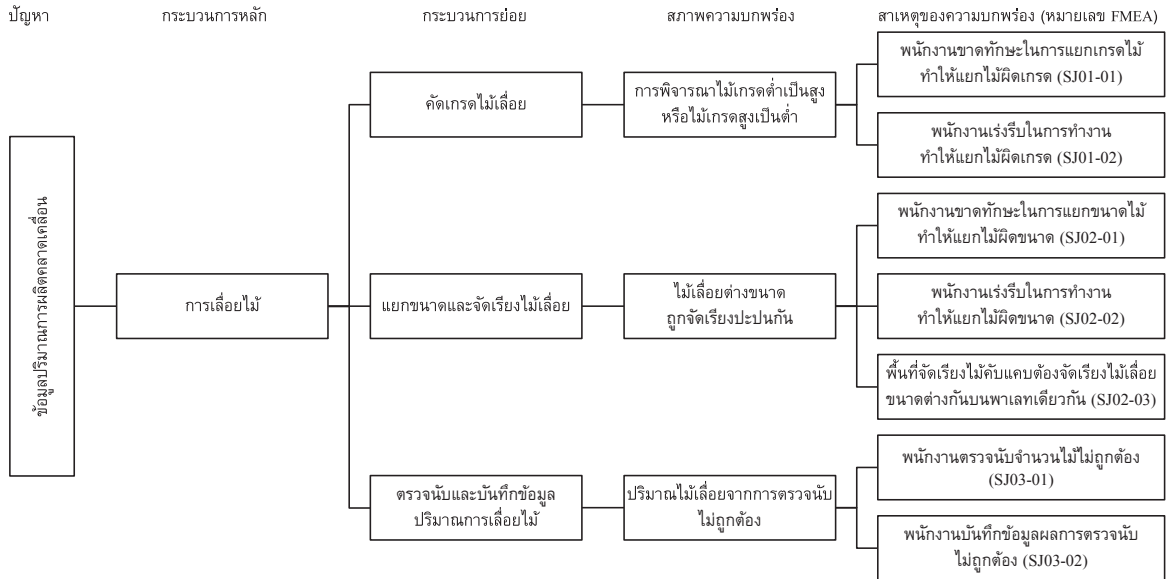 ปัญหา
กระบวนการหลัก
กระบวนการย่อย
สภาพความบกพร่อง
สาเหตุของความบกพร่อง (หมายเลข FMEA)
ข้อมูลปริมาณการผลิตคลาดเคลื่อน
การเลื่อยไม้
คัดเกรดไม้เลื่อย
การพิจารณาไม้เกรดต่ำเป็นสูง
หรือไม้เกรดสูงเป็นต่ำ
พนักงานขาดทักษะในการแยกเกรดไม้
ทำให้แยกไม้ผิดเกรด (SJ01-01)
พนักงานเร่งรีบในการทำงาน
ทำให้แยกไม้ผิดเกรด (SJ01-02)
แยกขนาดและจัดเรียงไม้เลื่อย
ไม้เลื่อยต่างขนาด
ถูกจัดเรียงปะปนกัน
พนักงานขาดทักษะในการแยกขนาดไม้
ทำให้แยกไม้ผิดขนาด (SJ02-01)
พนักงานเร่งรีบในการทำงาน
ทำให้แยกไม้ผิดขนาด (SJ02-02)
พื้นที่จัดเรียงไม้คับแคบต้องจัดเรียงไม้เลื่อย
ขนาดต่างกันบนพาเลทเดียวกัน (SJ02-03)
ตรวจนับและบันทึกข้อมูล
ปริมาณการเลื่อยไม้
ปริมาณไม้เลื่อยจากการตรวจนับ
ไม่ถูกต้อง
พนักงานตรวจนับจำนวนไม้ไม่ถูกต้อง
(SJ03-01)
พนักงานบันทึกข้อมูลผลการตรวจนับ
ไม่ถูกต้อง (SJ03-02)